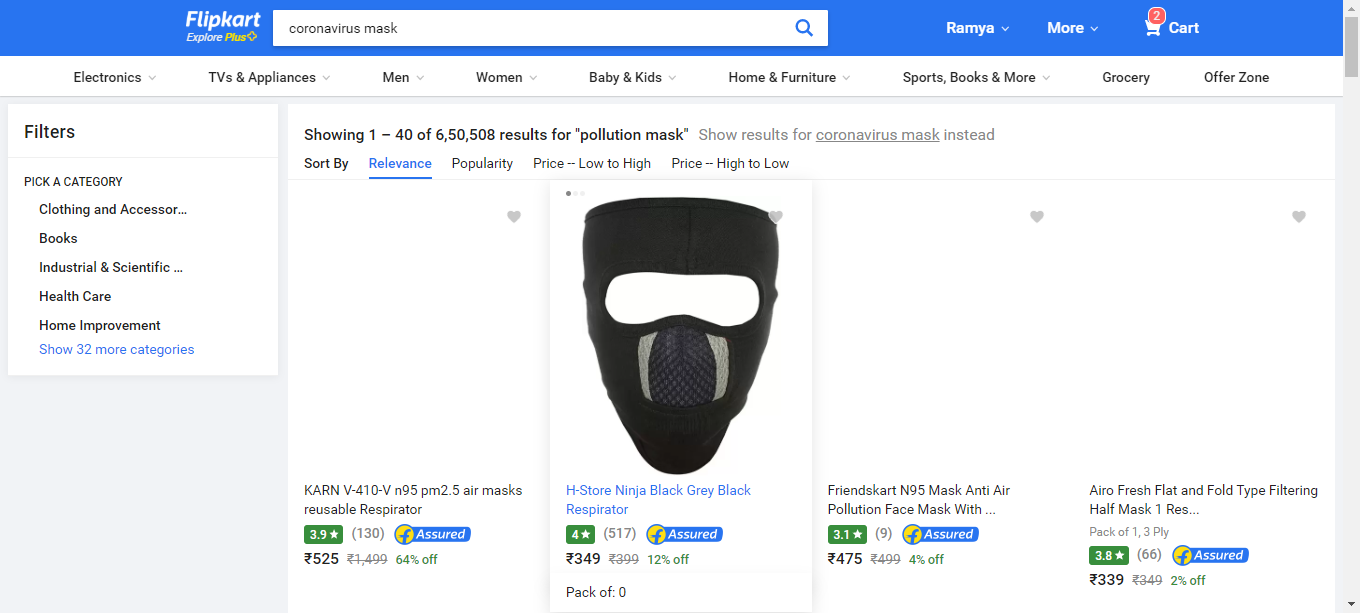 Flipkart
Explore Plus
coronavirus mask
Ramya
More
2
Cart
Electronics
TVs & Appliances
Men
Women
Baby & Kids
Home & Furniture
Sports, Books & More
Grocery
Offer Zone
Filters
PICK A CATEGORY
Clothing and Accessor...
Books
Industrial & Scientific ...
Health Care
Home Improvement
Show 32 more categories
Showing 1 – 40 of 6,50,508 results for "pollution mask" Show results for coronavirus mask instead
Sort By Relevance Popularity Price -- Low to High Price -- High to Low
KARN V-410-V n95 pm2.5 air masks
reusable Respirator
3.9★ (130) f Assured
₹525 ₹1,499 64% off
H-Store Ninja Black Grey Black
Respirator
4★ (517) f Assured
₹349 ₹399 12% off
Pack of: 0
Friendskart N95 Mask Anti Air
Pollution Face Mask With ...
3.1★ (9) f Assured
₹475 ₹499 4% off
Airo Fresh Flat and Fold Type Filtering
Half Mask 1 Res...
Pack of 1, 3 Ply
3.8★ (66) f Assured
₹339 ₹349 2% off